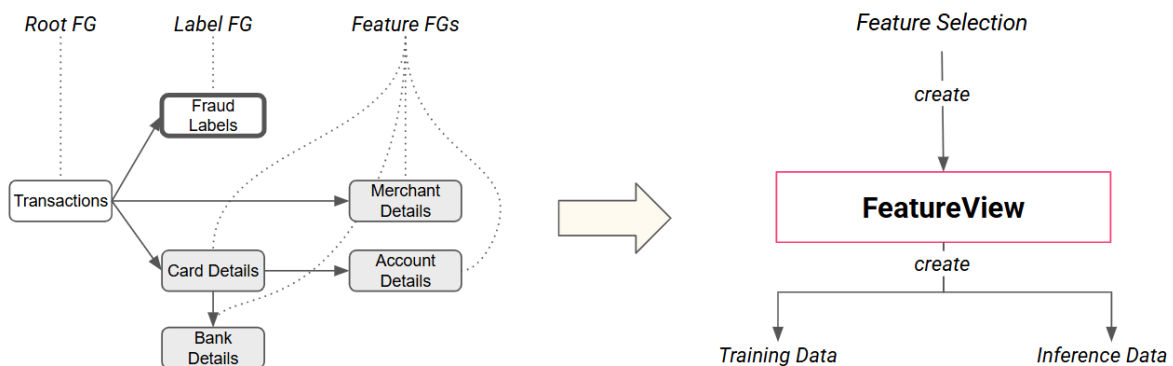 Root FG
Label FG
Feature FGs
Fraud
Labels
Transactions
Merchant
Details
Card Details
Account
Details
Bank
Details
Feature Selection
create
FeatureView
create
Training Data
Inference Data